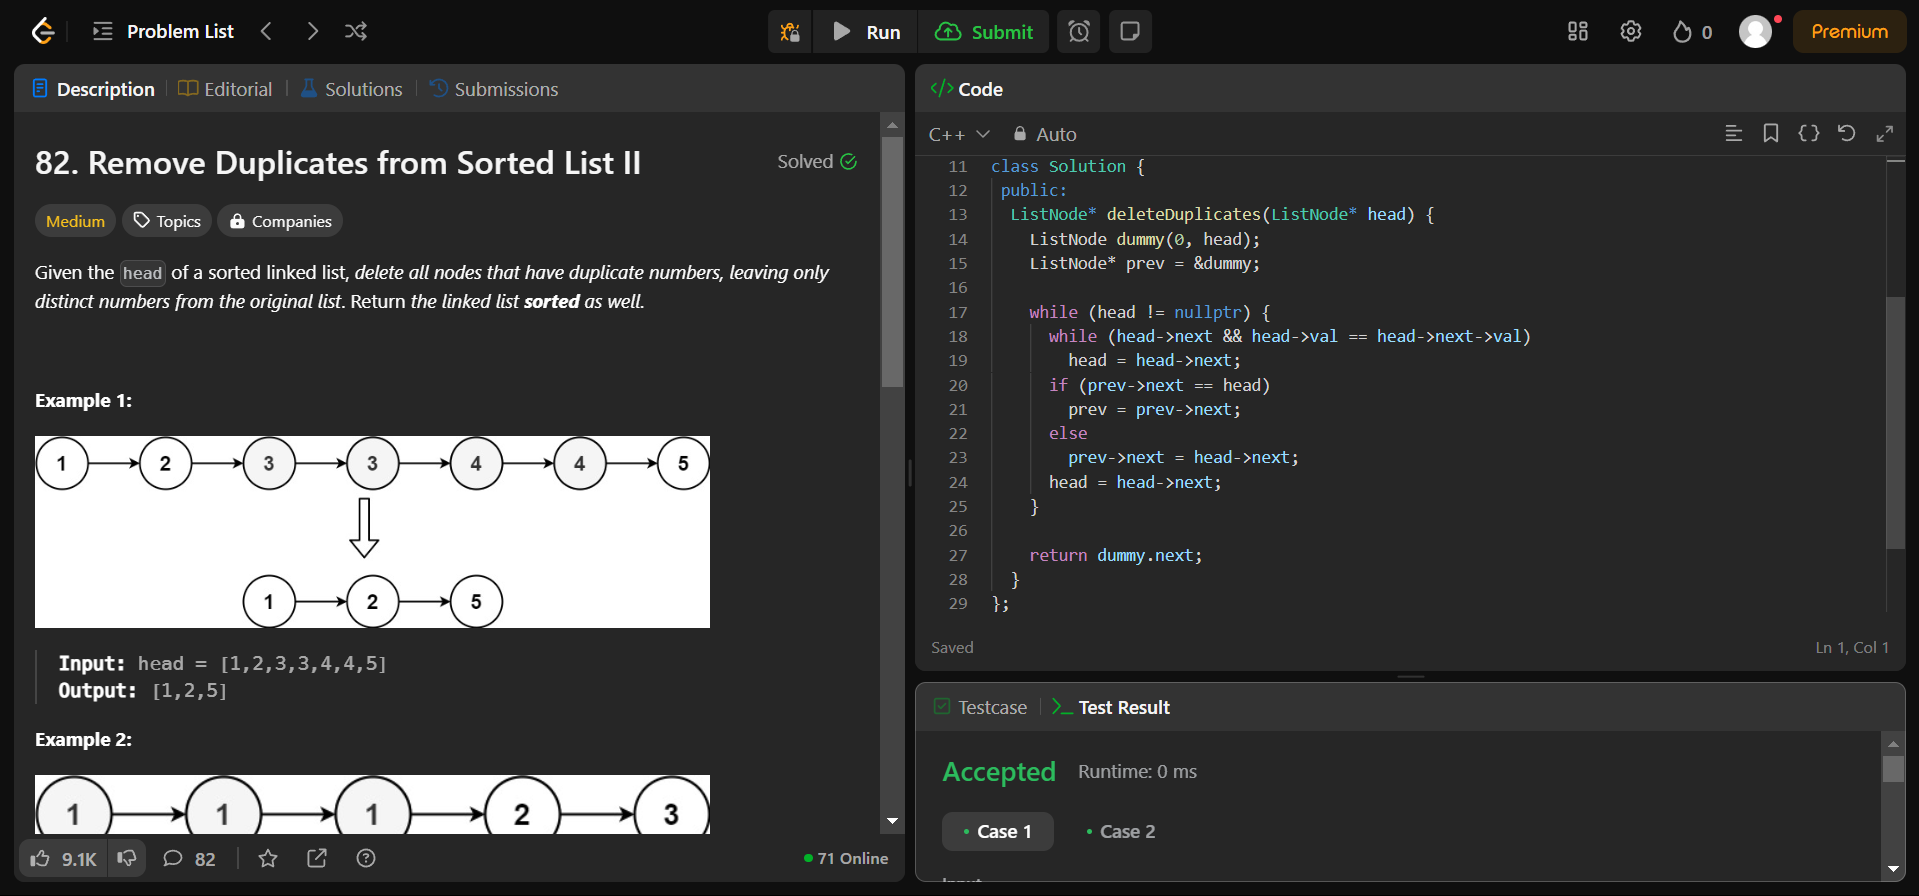 Problem List
Run
Submit
0
Premium
Description
Editorial
Solutions
Submissions
82. Remove Duplicates from Sorted List II
Solved
Medium
Topics
Companies
Given the head of a sorted linked list, delete all nodes that have duplicate numbers, leaving only
distinct numbers from the original list. Return the linked list sorted as well.
Example 1:
1 2 3 3 4 4 5
1 2 5
Input: head = [1,2,3,3,4,4,5]
Output: [1,2,5]
Example 2:
1 1 1 2 3
9.1K
82
71 Online
</> Code
C++
Auto
11 class Solution {
12 public:
13 ListNode* deleteDuplicates(ListNode* head) {
14 ListNode dummy(0, head);
15 ListNode* prev = &dummy;
16
17 while (head != nullptr) {
18 while (head->next && head->val == head->next->val)
19 head = head->next;
20 if (prev->next == head)
21 prev = prev->next;
22 else
23 prev->next = head->next;
24 head = head->next;
25 }
26
27 return dummy.next;
28 }
29 };
Saved
Ln 1, Col 1
Testcase
Test Result
Accepted
Runtime: 0 ms
Case 1
Case 2